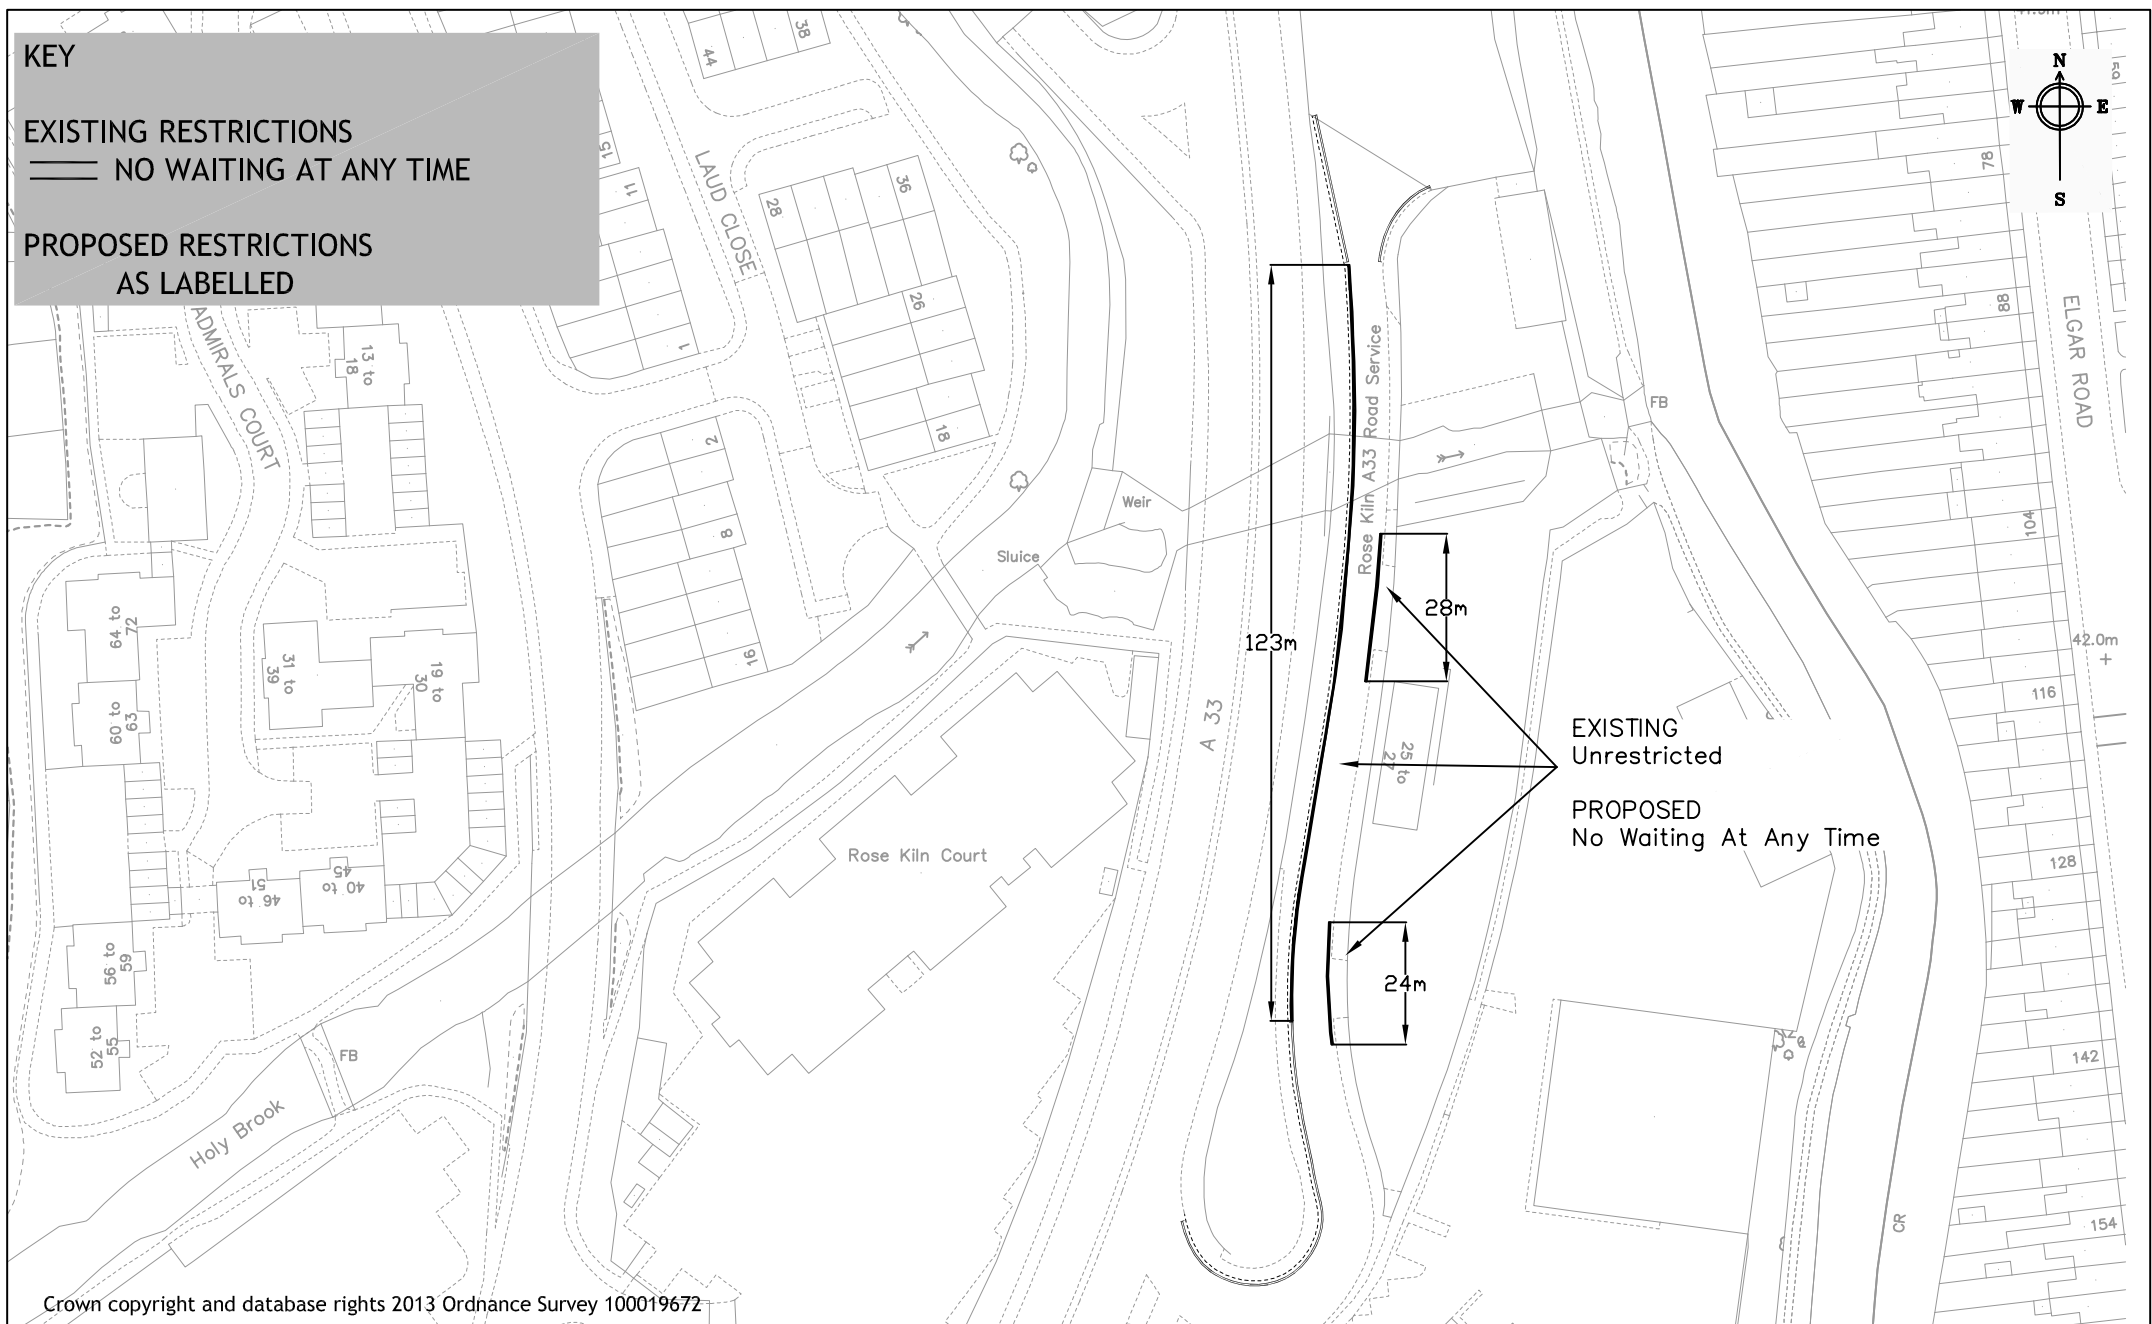 KEY
EXISTING RESTRICTIONS
NO WAITING AT ANY TIME
PROPOSED RESTRICTIONS
AS LABELLED
N
W E
S
44
38
15
11
1
LAUD CLOSE
28
36
26
18
2
8
16
ADMIRALS COURT
13 to
18
64 to
72
60 to
63
31 to
39
19 to
30
46 to
51
40 to
45
56 to
59
52 to
55
FB
Holy Brook
Weir
Sluice
Rose Kiln Court
A 33
Rose Kiln A33 Road Service
123m
28m
24m
25 to
27
EXISTING
Unrestricted
PROPOSED
No Waiting At Any Time
FB
ELGAR ROAD
59
78
88
104
42.0m
116
128
142
154
CR
Crown copyright and database rights 2013 Ordnance Survey 100019672